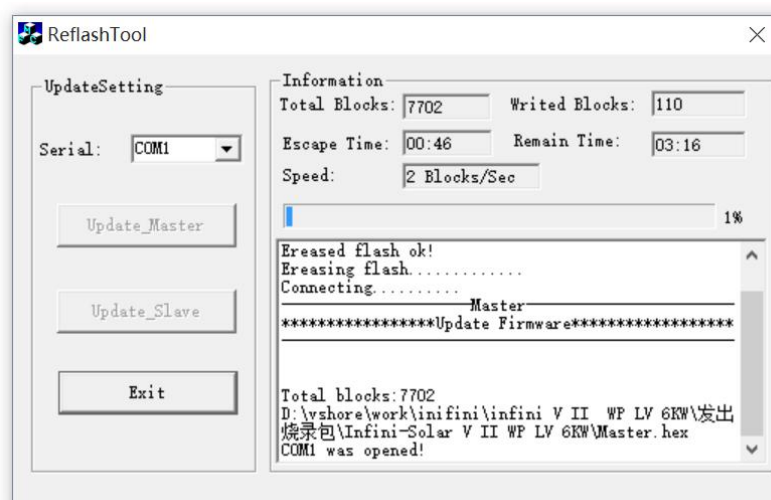 ReflashTool
UpdateSetting
Serial: COM1
Update_Master
Update_Slave
Exit
Information
Total Blocks: 7702 Writed Blocks: 110
Escape Time: 00:46 Remain Time: 03:16
Speed: 2 Blocks/Sec
1%
Ereased flash ok!
Ereasing flash.............
Connecting..........
Master
*****************Update Firmware******************
Total blocks:7702
D:\vshore\work\inifini\infini V II WP LV 6KW\发出
烧录包\Infini-Solar V II WP LV 6KW\Master.hex
COM1 was opened!